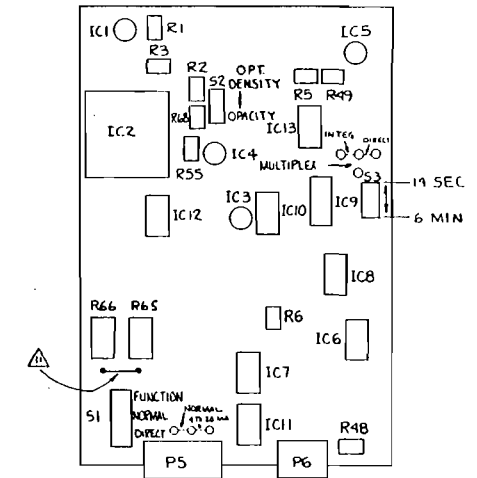 IC1
R1
IC5
R3
R2
S2
OPT.
DENSITY
R5
R49
R68
OPACITY
IC13
IC2
INTEG
DIRECT
R55
IC4
MULTIPLEX
S3
19 SEC
IC3
IC10
IC9
IC12
6 MIN
IC8
R66
R65
R6
IC6
IC7
S1
FUNCTION
NORMAL
DIRECT
NORMAL
IC11
R48
P5
P6